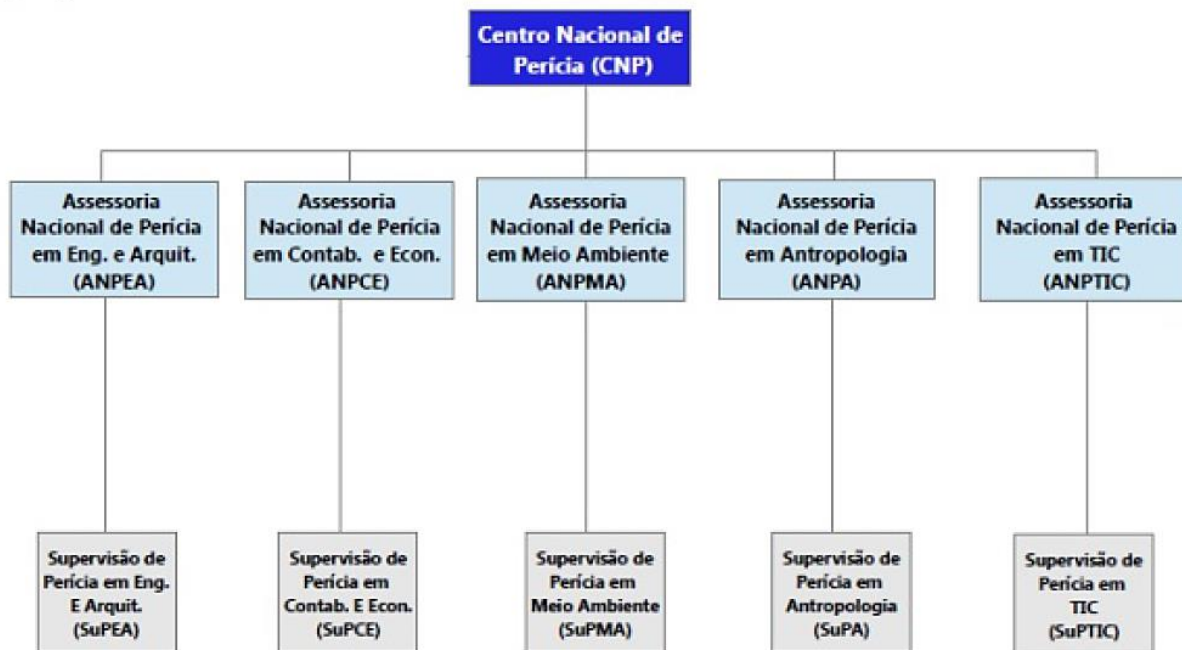 Centro Nacional de
Perícia (CNP)
Assessoria
Nacional de Perícia
em Eng. e Arquit.
(ANPEA)
Assessoria
Nacional de Perícia
em Contab. e Econ.
(ANPCE)
Assessoria
Nacional de Perícia
em Meio Ambiente
(ANPMA)
Assessoria
Nacional de Perícia
em Antropologia
(ANPA)
Assessoria
Nacional de Perícia
em TIC
(ANPTIC)
Supervisão de
Perícia em Eng.
E Arquit.
(SuPEA)
Supervisão de
Perícia em
Contab. E Econ.
(SuPCE)
Supervisão de
Perícia em
Meio Ambiente
(SuPMA)
Supervisão de
Perícia em
Antropologia
(SuPA)
Supervisão de
Perícia em
TIC
(SuPTIC)